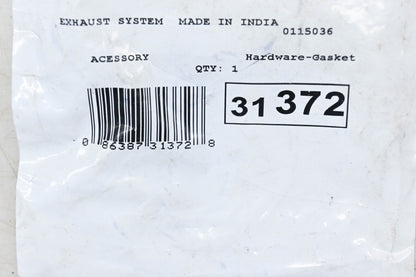 EXHAUST SYSTEM MADE IN INDIA
0115036
ACESSORY Hardware-Gasket
QTY: 1
31 372
0 86387 31372 8